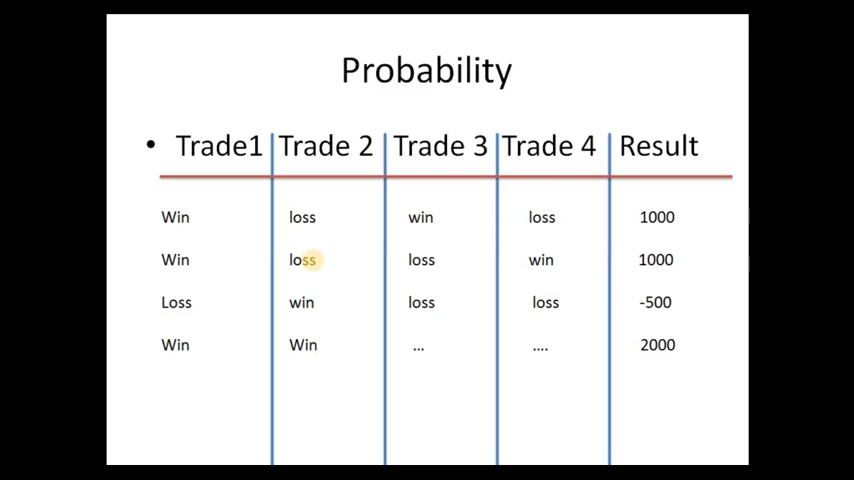 Probability
• Trade1 Trade 2 Trade 3 Trade 4 Result
Win loss win loss 1000
Win loss loss win 1000
Loss win loss loss -500
Win Win ... .... 2000